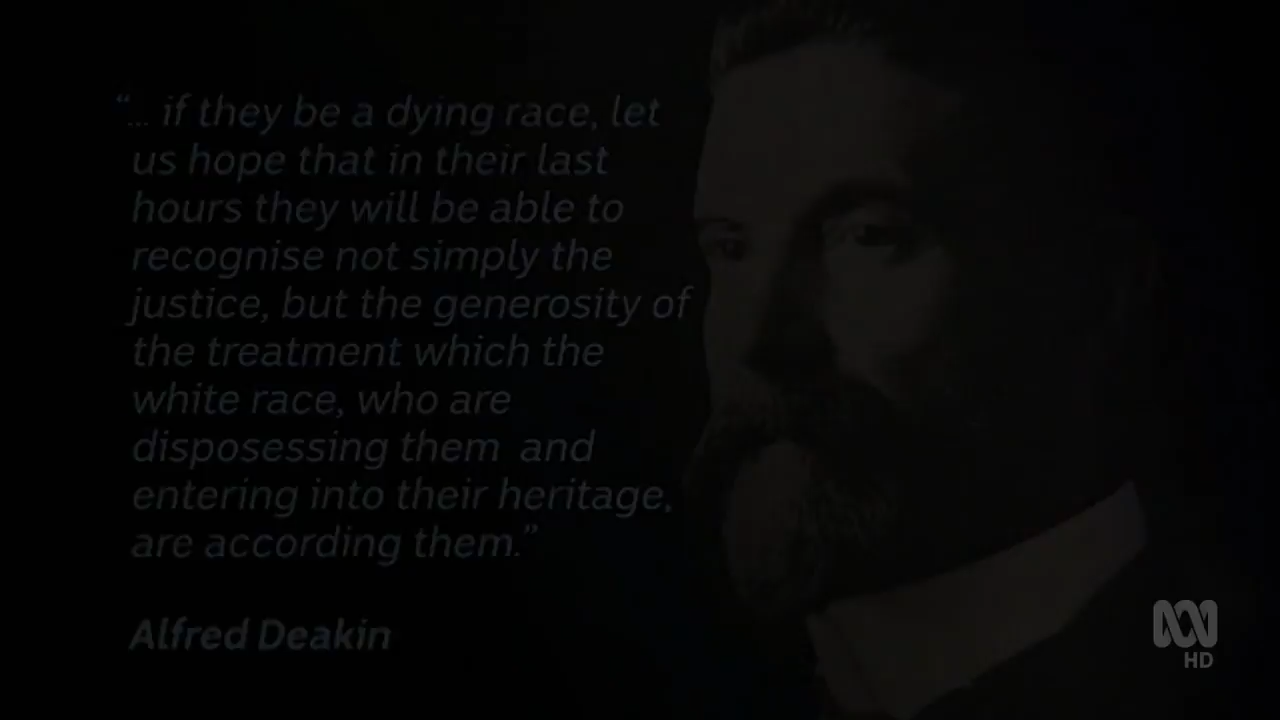 “... if they be a dying race, let
us hope that in their last
hours they will be able to
recognise not simply the
justice, but the generosity of
the treatment which the
white race, who are
disposessing them and
entering into their heritage,
are according them.”
Alfred Deakin
HD